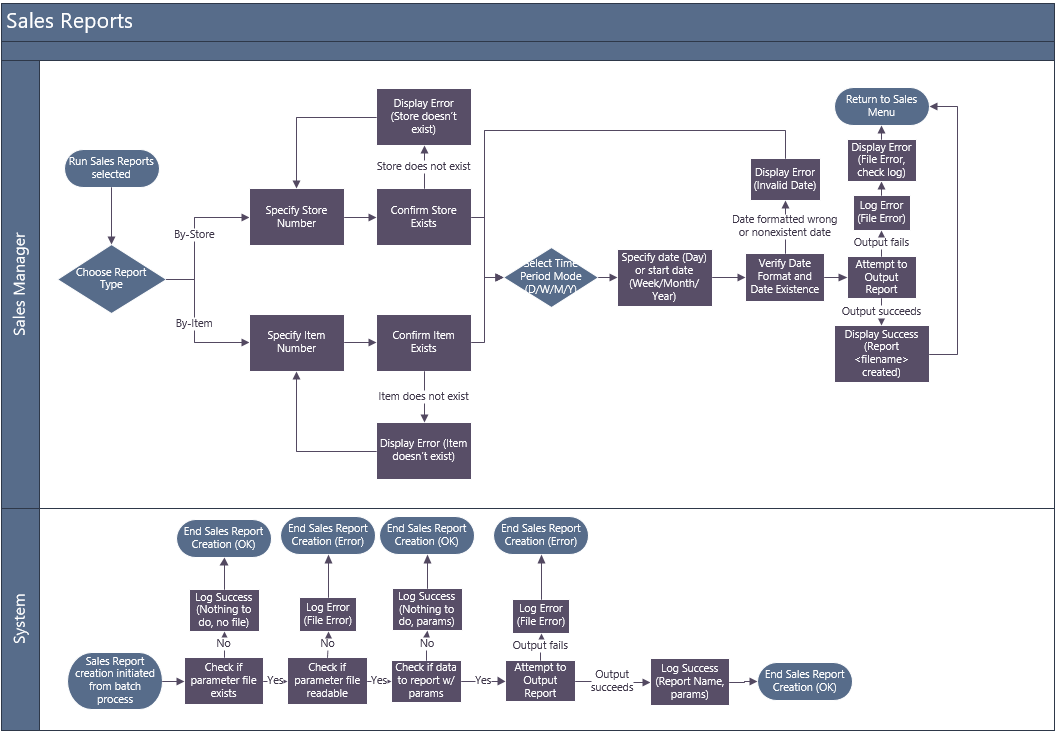 Sales Reports
Sales Manager
Run Sales Reports
selected
Choose Report
Type
By-Store
By-Item
Specify Store
Number
Display Error
(Store doesn't
exist)
Store does not exist
Confirm Store
Exists
Specify Item
Number
Confirm Item
Exists
Item does not exist
Display Error (Item
doesn't exist)
Select Time
Period Mode
(D/W/M/Y)
Specify date (Day)
or start date
(Week/Month/
Year)
Display Error
(Invalid Date)
Date formatted wrong
or nonexistent date
Verify Date
Format and
Date Existence
Return to Sales
Menu
Display Error
(File Error,
check log)
Log Error
(File Error)
Output fails
Attempt to
Output
Report
Output succeeds
Display Success
(Report
<filename>
created)
System
Sales Report
creation initiated
from batch
process
End Sales Report
Creation (OK)
Log Success
(Nothing to
do, no file)
No
Check if
parameter file
exists
Yes
End Sales Report
Creation (Error)
Log Error
(File Error)
No
Check if
parameter file
readable
Yes
End Sales Report
Creation (OK)
Log Success
(Nothing to
do, params)
No
Check if data
to report w/
params
Yes
End Sales Report
Creation (Error)
Log Error
(File Error)
Output fails
Attempt to
Output
Report
Output
succeeds
Log Success
(Report Name,
params)
End Sales Report
Creation (OK)